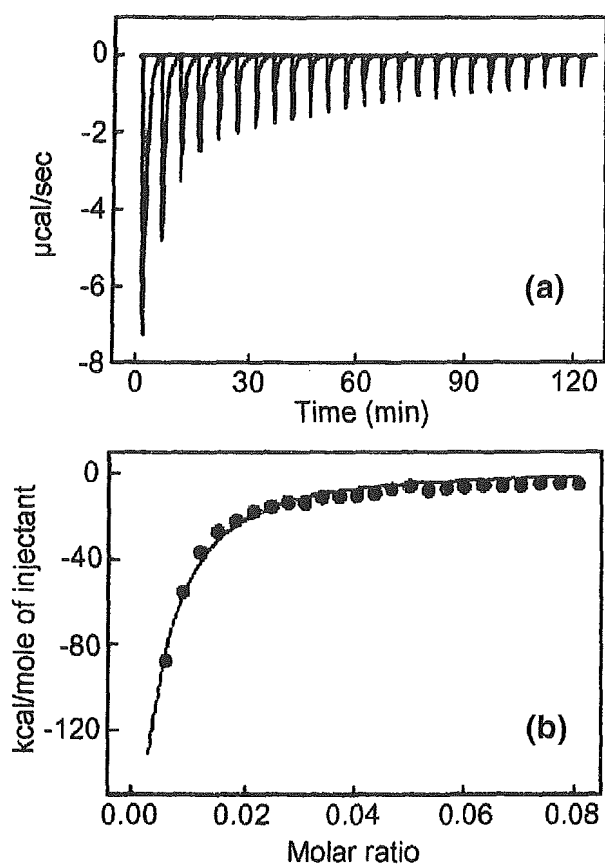 0
-2
-4
-6
-8
µcal/sec
(a)
0 30 60 90 120
Time (min)
0
-40
-80
-120
kcal/mole of injectant
(b)
0.00 0.02 0.04 0.06 0.08
Molar ratio